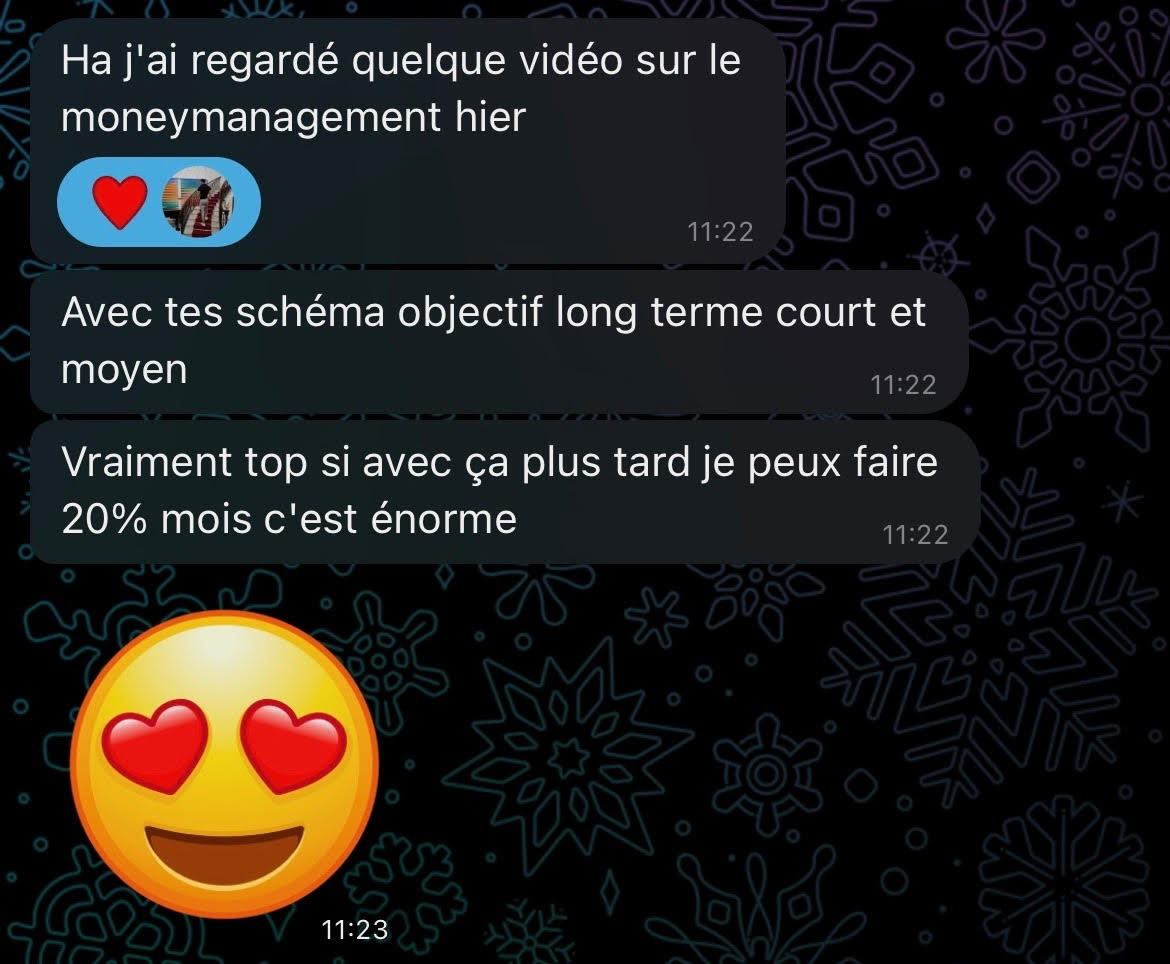 Ha j'ai regardé quelque vidéo sur le
moneymanagement hier
11:22
Avec tes schéma objectif long terme court et
moyen
11:22
Vraiment top si avec ça plus tard je peux faire
20% mois c'est énorme
11:22
11:23